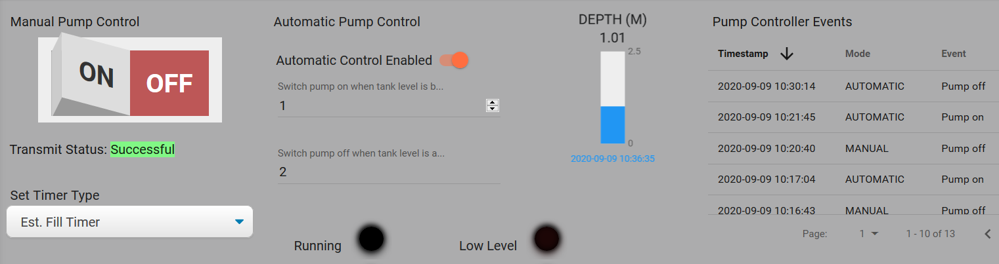 Manual Pump Control
ON
OFF
Transmit Status: Successful
Set Timer Type
Est. Fill Timer
Automatic Pump Control
Automatic Control Enabled
Switch pump on when tank level is b...
1
Switch pump off when tank level is a...
2
Running
Low Level
DEPTH (M)
1.01
2.5
0
2020-09-09 10:36:35
Pump Controller Events
Timestamp Mode Event
2020-09-09 10:30:14 AUTOMATIC Pump off
2020-09-09 10:21:45 AUTOMATIC Pump on
2020-09-09 10:20:40 MANUAL Pump off
2020-09-09 10:17:04 AUTOMATIC Pump on
2020-09-09 10:16:43 MANUAL Pump off
Page: 1 1 - 10 of 13